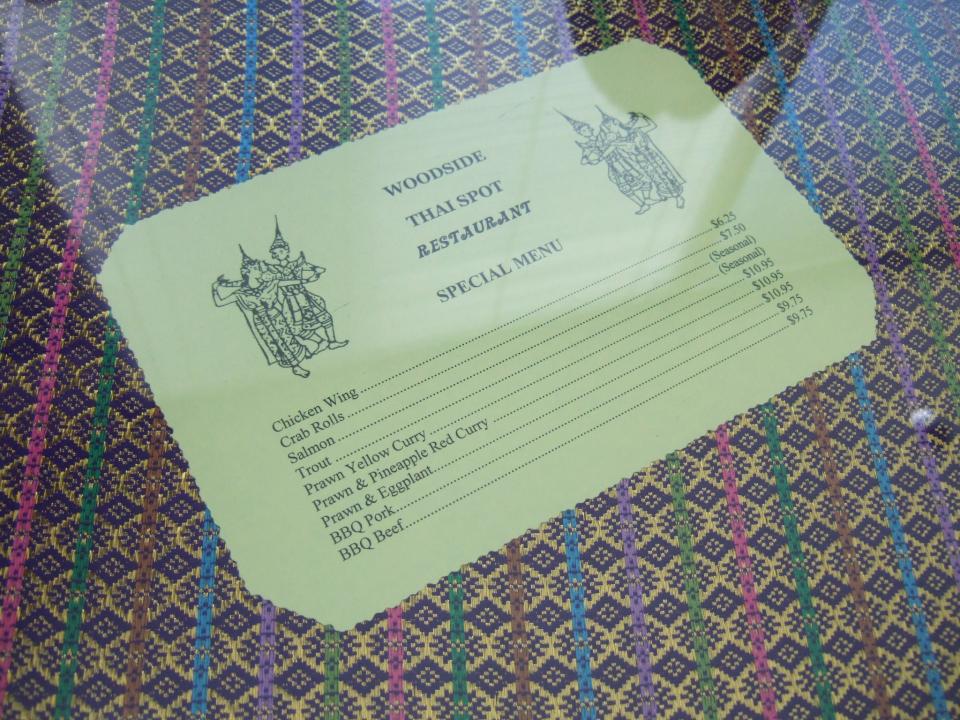 WOODSIDE
THAI SPOT
RESTAURANT
SPECIAL MENU
Chicken Wing $6.25
Crab Rolls $7.50
Salmon (Seasonal)
Trout (Seasonal)
Prawn Yellow Curry $10.95
Prawn & Pineapple Red Curry $10.95
Prawn & Eggplant $10.95
BBQ Pork $9.75
BBQ Beef $9.75